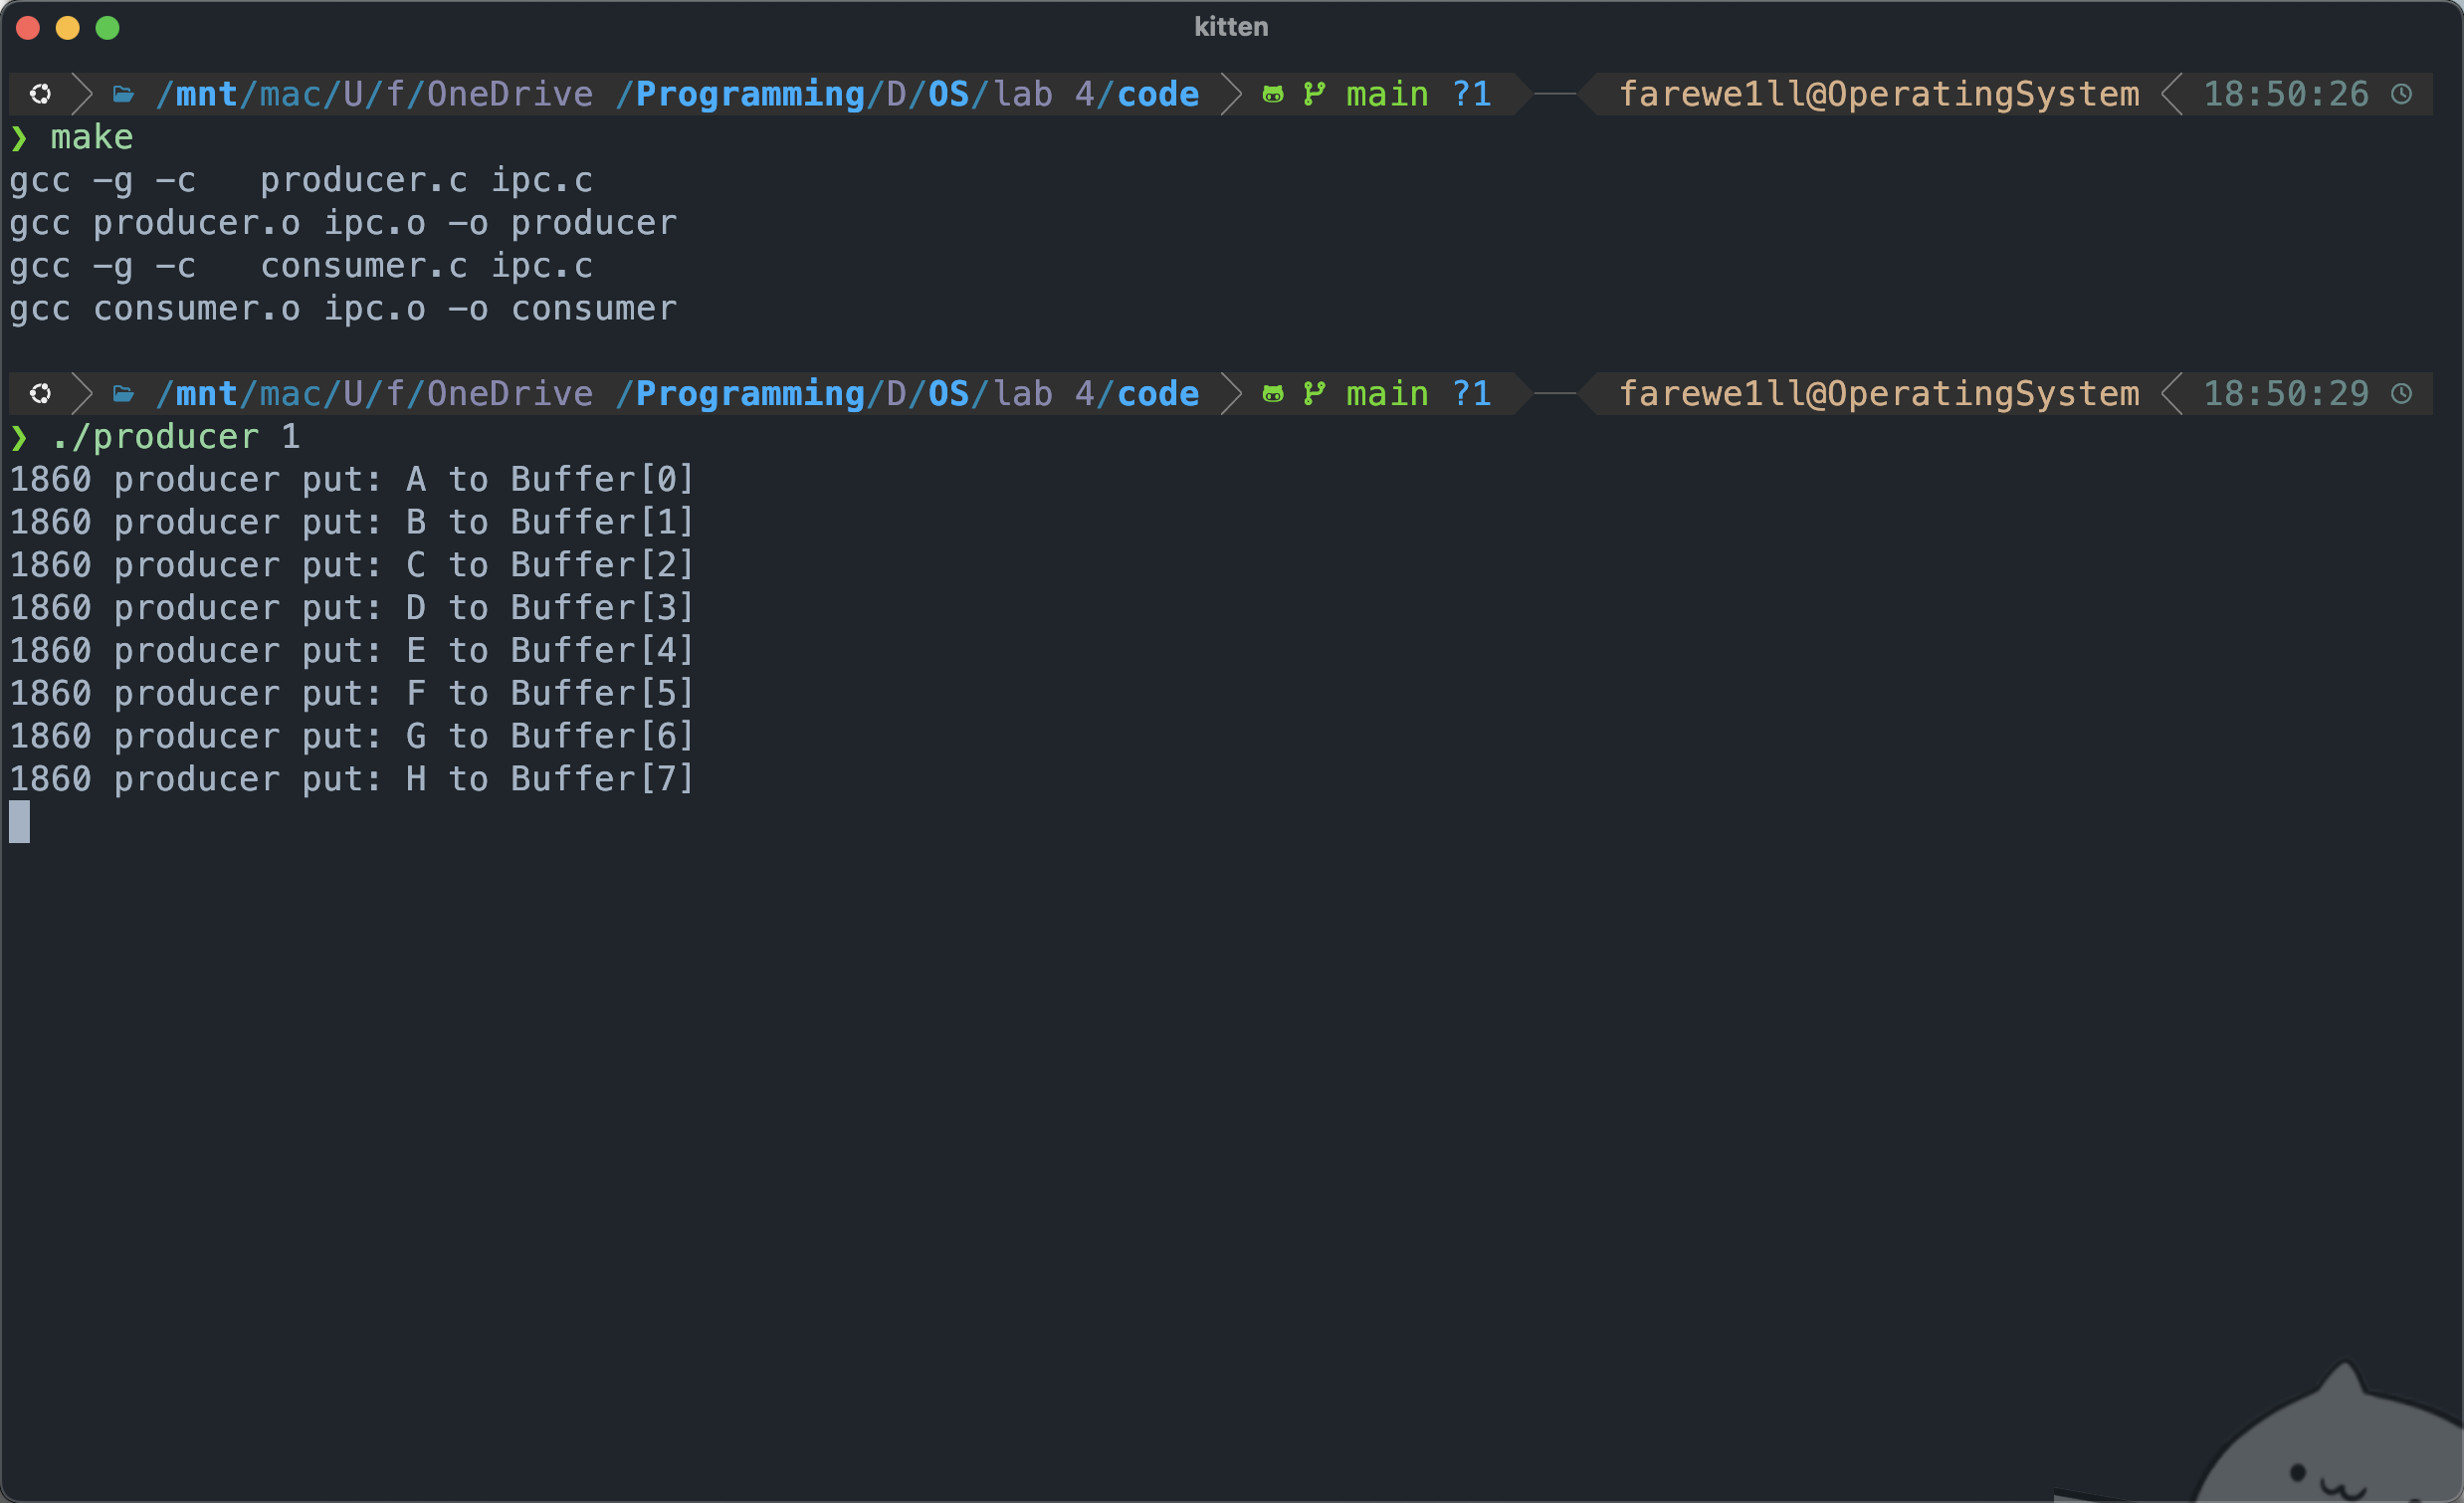 kitten
/mnt/mac/U/f/OneDrive /Programming/D/OS/lab 4/code main ?1 farewe1ll@OperatingSystem 18:50:26
❯ make
gcc -g -c   producer.c ipc.c
gcc producer.o ipc.o -o producer
gcc -g -c   consumer.c ipc.c
gcc consumer.o ipc.o -o consumer
/mnt/mac/U/f/OneDrive /Programming/D/OS/lab 4/code main ?1 farewe1ll@OperatingSystem 18:50:29
❯ ./producer 1
1860 producer put: A to Buffer[0]
1860 producer put: B to Buffer[1]
1860 producer put: C to Buffer[2]
1860 producer put: D to Buffer[3]
1860 producer put: E to Buffer[4]
1860 producer put: F to Buffer[5]
1860 producer put: G to Buffer[6]
1860 producer put: H to Buffer[7]